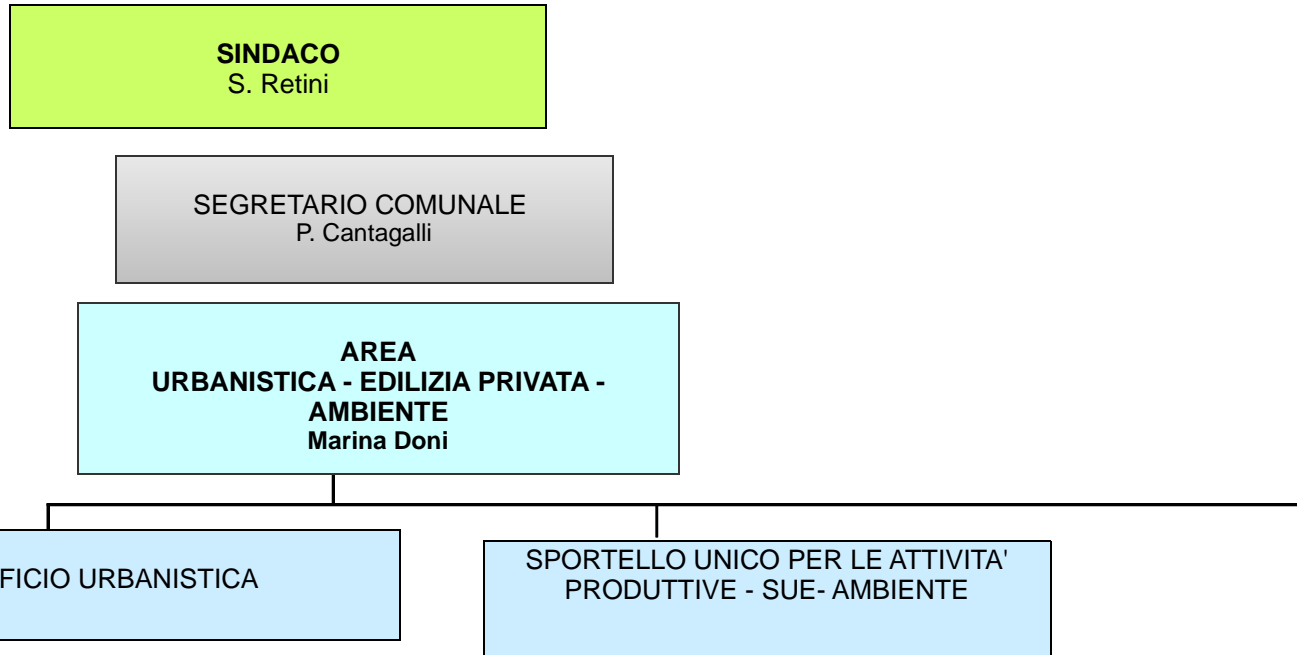 SINDACO
S. Retini
SEGRETARIO COMUNALE
P. Cantagalli
AREA
URBANISTICA - EDILIZIA PRIVATA -
AMBIENTE
Marina Doni
FICIO URBANISTICA
SPORTELLO UNICO PER LE ATTIVITA'
PRODUTTIVE - SUE- AMBIENTE